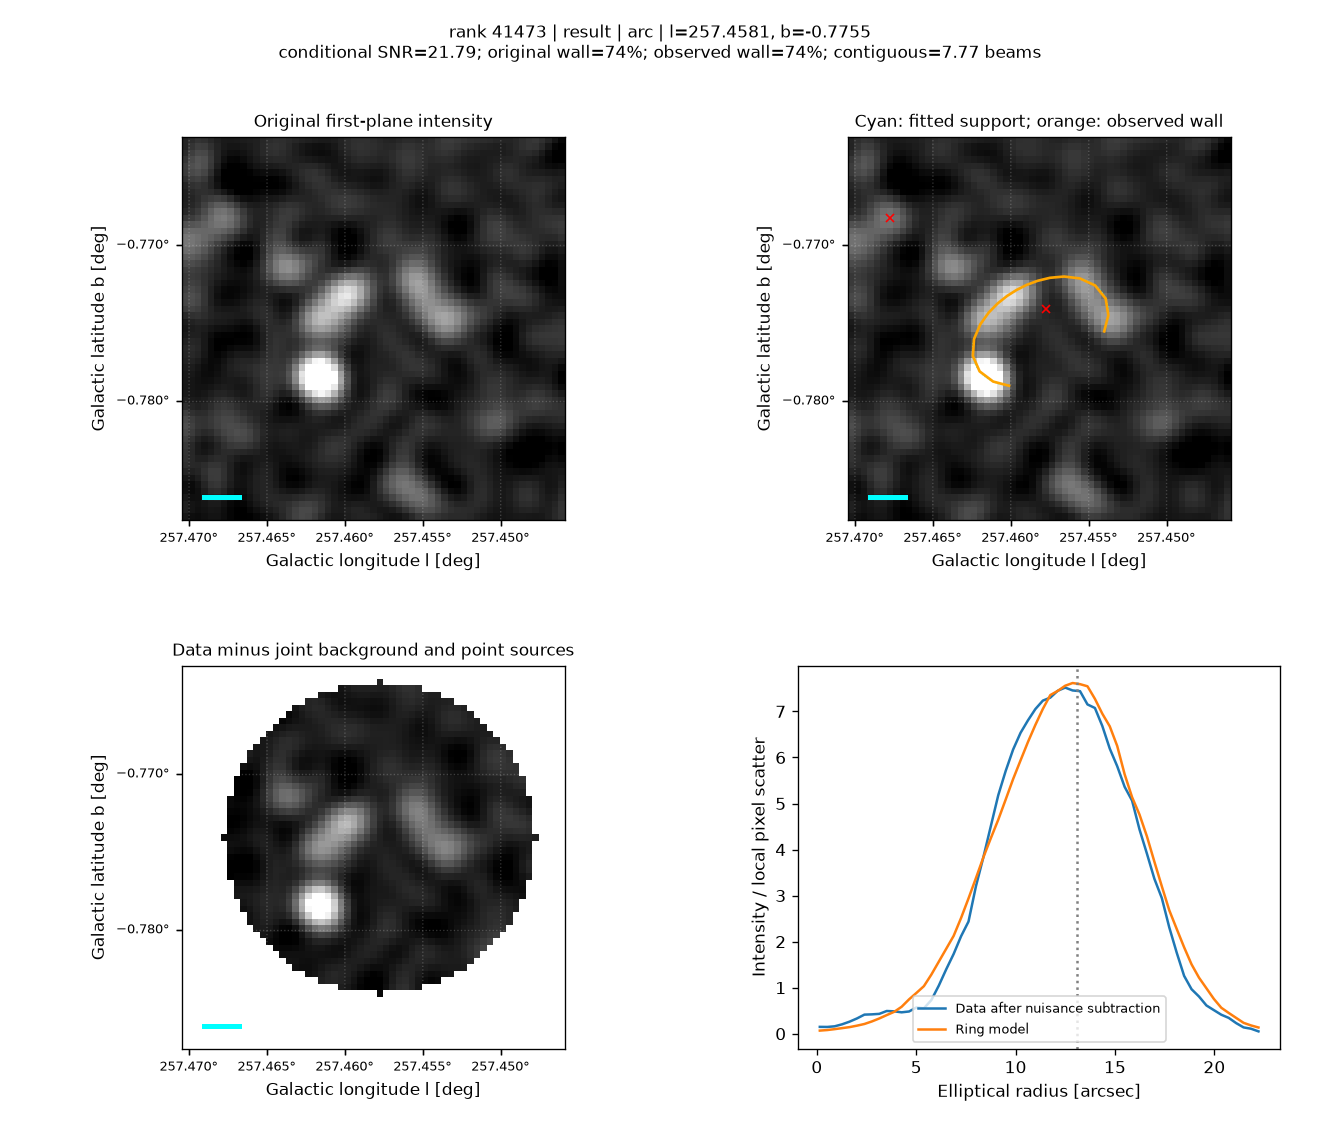 rank 41473 | result | arc | l=257.4581, b=-0.7755
conditional SNR=21.79; original wall=74%; observed wall=74%; contiguous=7.77 beams
Original first-plane intensity
Galactic latitude b [deg]
−0.770°
−0.780°
257.470° 257.465° 257.460° 257.455° 257.450°
Galactic longitude l [deg]
Cyan: fitted support; orange: observed wall
Galactic latitude b [deg]
−0.770°
−0.780°
257.470° 257.465° 257.460° 257.455° 257.450°
Galactic longitude l [deg]
Data minus joint background and point sources
Galactic latitude b [deg]
−0.770°
−0.780°
257.470° 257.465° 257.460° 257.455° 257.450°
Galactic longitude l [deg]
Intensity / local pixel scatter
7
6
5
4
3
2
1
0
Data after nuisance subtraction
Ring model
0 5 10 15 20
Elliptical radius [arcsec]